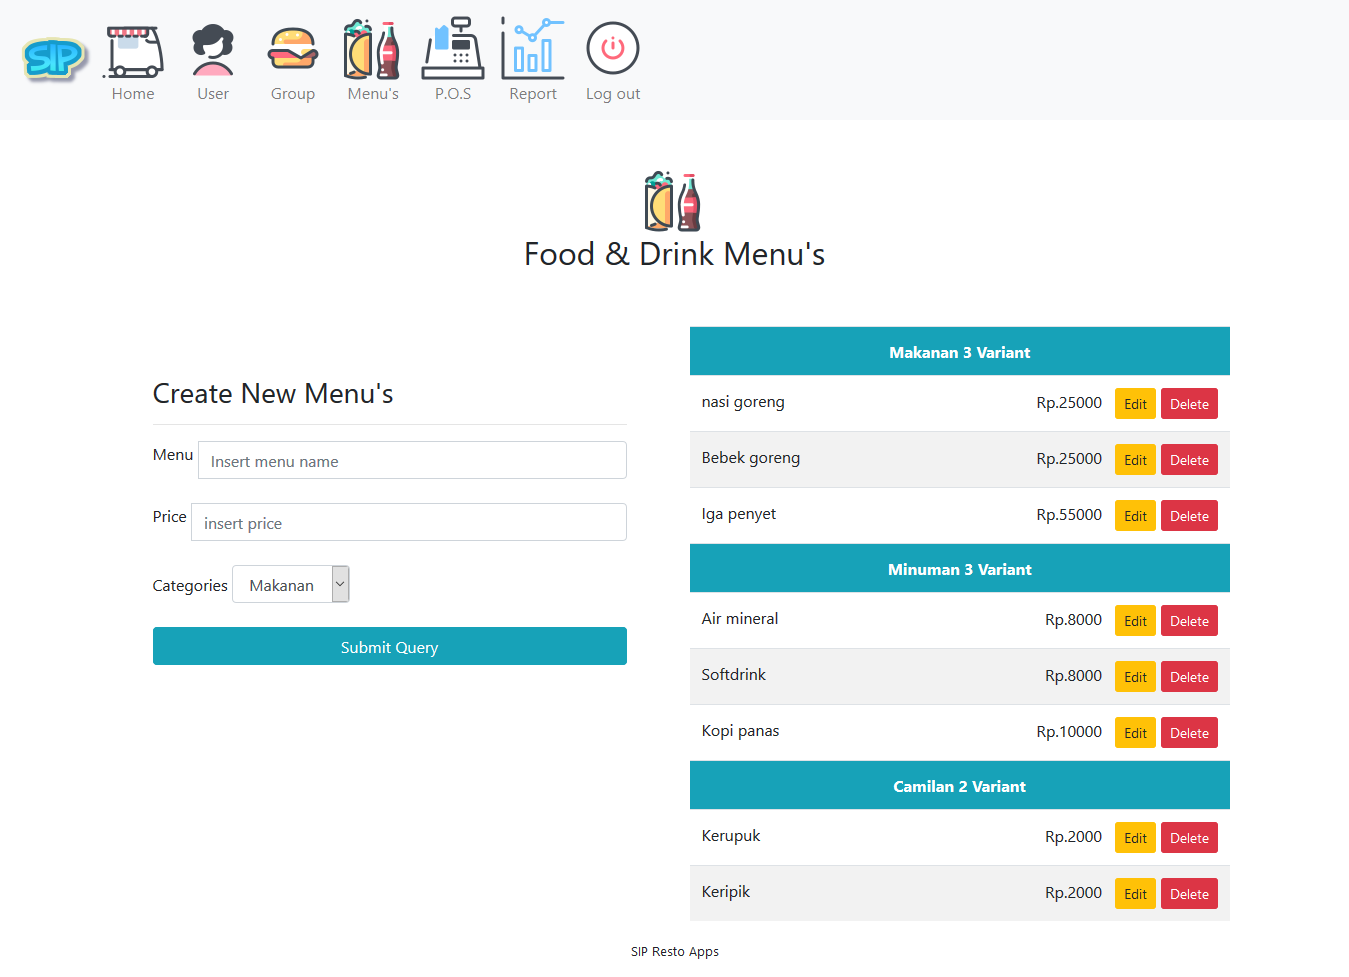 SIP
Home User Group Menu's P.O.S Report Log out
Food & Drink Menu's
Create New Menu's
Menu Insert menu name
Price insert price
Categories Makanan
Submit Query
Makanan 3 Variant
nasi goreng Rp.25000 Edit Delete
Bebek goreng Rp.25000 Edit Delete
Iga penyet Rp.55000 Edit Delete
Minuman 3 Variant
Air mineral Rp.8000 Edit Delete
Softdrink Rp.8000 Edit Delete
Kopi panas Rp.10000 Edit Delete
Camilan 2 Variant
Kerupuk Rp.2000 Edit Delete
Keripik Rp.2000 Edit Delete
SIP Resto Apps